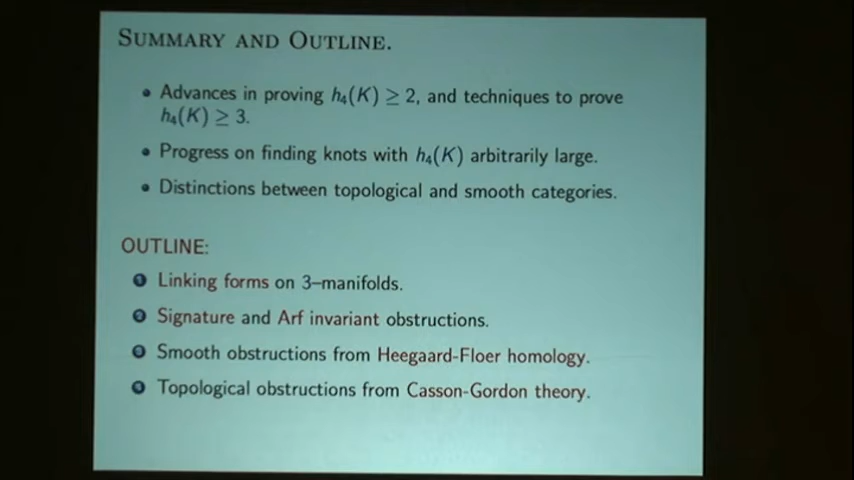 SUMMARY AND OUTLINE.
• Advances in proving h₄(K) ≥ 2, and techniques to prove
h₄(K) ≥ 3.
• Progress on finding knots with h₄(K) arbitrarily large.
• Distinctions between topological and smooth categories.
OUTLINE:
1 Linking forms on 3–manifolds.
2 Signature and Arf invariant obstructions.
3 Smooth obstructions from Heegaard-Floer homology.
4 Topological obstructions from Casson-Gordon theory.